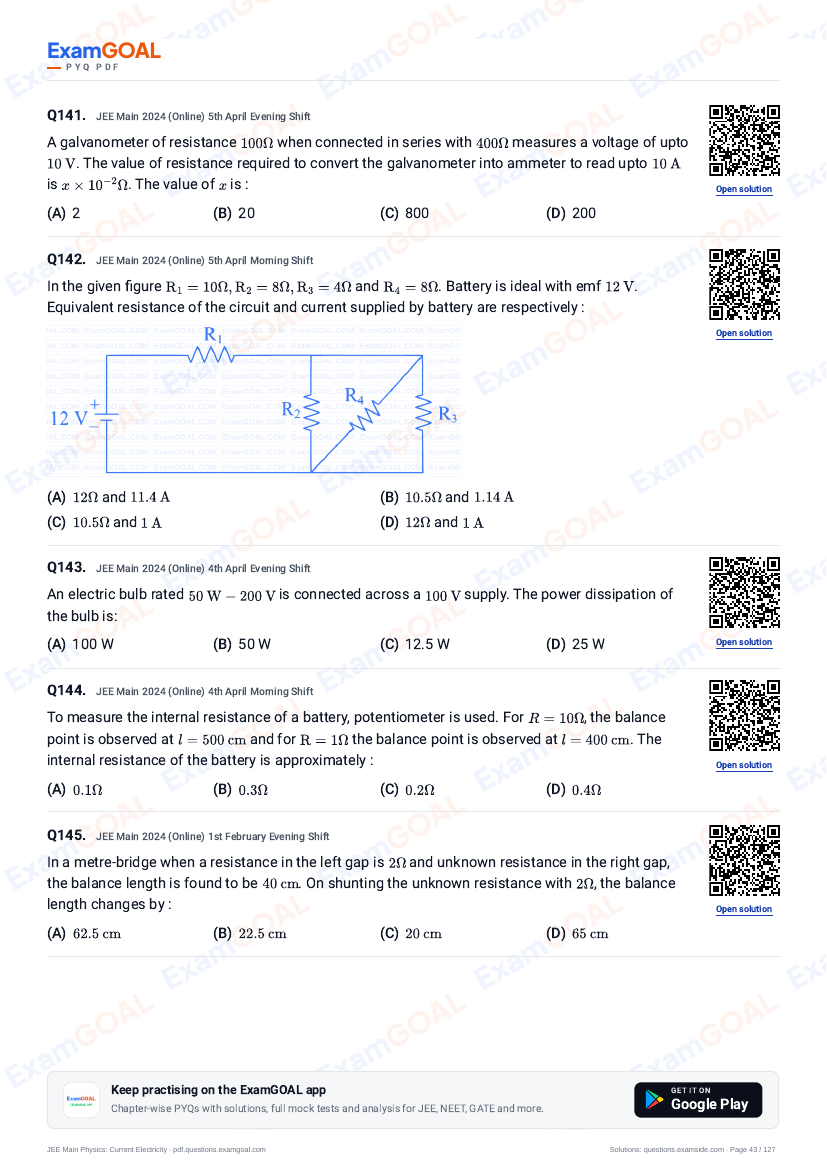 ExamGOAL
PYQ PDF
Q141. JEE Main 2024 (Online) 5th April Evening Shift
A galvanometer of resistance 100Ω when connected in series with 400Ω measures a voltage of upto
10 V. The value of resistance required to convert the galvanometer into ammeter to read upto 10 A
is x × 10⁻²Ω. The value of x is :
(A) 2 (B) 20 (C) 800 (D) 200
Open solution
Q142. JEE Main 2024 (Online) 5th April Morning Shift
In the given figure R₁ = 10Ω, R₂ = 8Ω, R₃ = 4Ω and R₄ = 8Ω. Battery is ideal with emf 12 V.
Equivalent resistance of the circuit and current supplied by battery are respectively :
Open solution
R₁
12 V
+
−
R₂
R₄
R₃
(A) 12Ω and 11.4 A (B) 10.5Ω and 1.14 A
(C) 10.5Ω and 1 A (D) 12Ω and 1 A
Q143. JEE Main 2024 (Online) 4th April Evening Shift
An electric bulb rated 50 W − 200 V is connected across a 100 V supply. The power dissipation of
the bulb is:
(A) 100 W (B) 50 W (C) 12.5 W (D) 25 W
Open solution
Q144. JEE Main 2024 (Online) 4th April Morning Shift
To measure the internal resistance of a battery, potentiometer is used. For R = 10Ω, the balance
point is observed at l = 500 cm and for R = 1Ω the balance point is observed at l = 400 cm. The
internal resistance of the battery is approximately :
(A) 0.1Ω (B) 0.3Ω (C) 0.2Ω (D) 0.4Ω
Open solution
Q145. JEE Main 2024 (Online) 1st February Evening Shift
In a metre-bridge when a resistance in the left gap is 2Ω and unknown resistance in the right gap,
the balance length is found to be 40 cm. On shunting the unknown resistance with 2Ω, the balance
length changes by :
(A) 62.5 cm (B) 22.5 cm (C) 20 cm (D) 65 cm
Open solution
ExamGOAL
Keep practising on the ExamGOAL app
Chapter-wise PYQs with solutions, full mock tests and analysis for JEE, NEET, GATE and more.
GET IT ON
Google Play
JEE Main Physics: Current Electricity · pdf.questions.examgoal.com
Solutions: questions.examside.com · Page 43 / 127